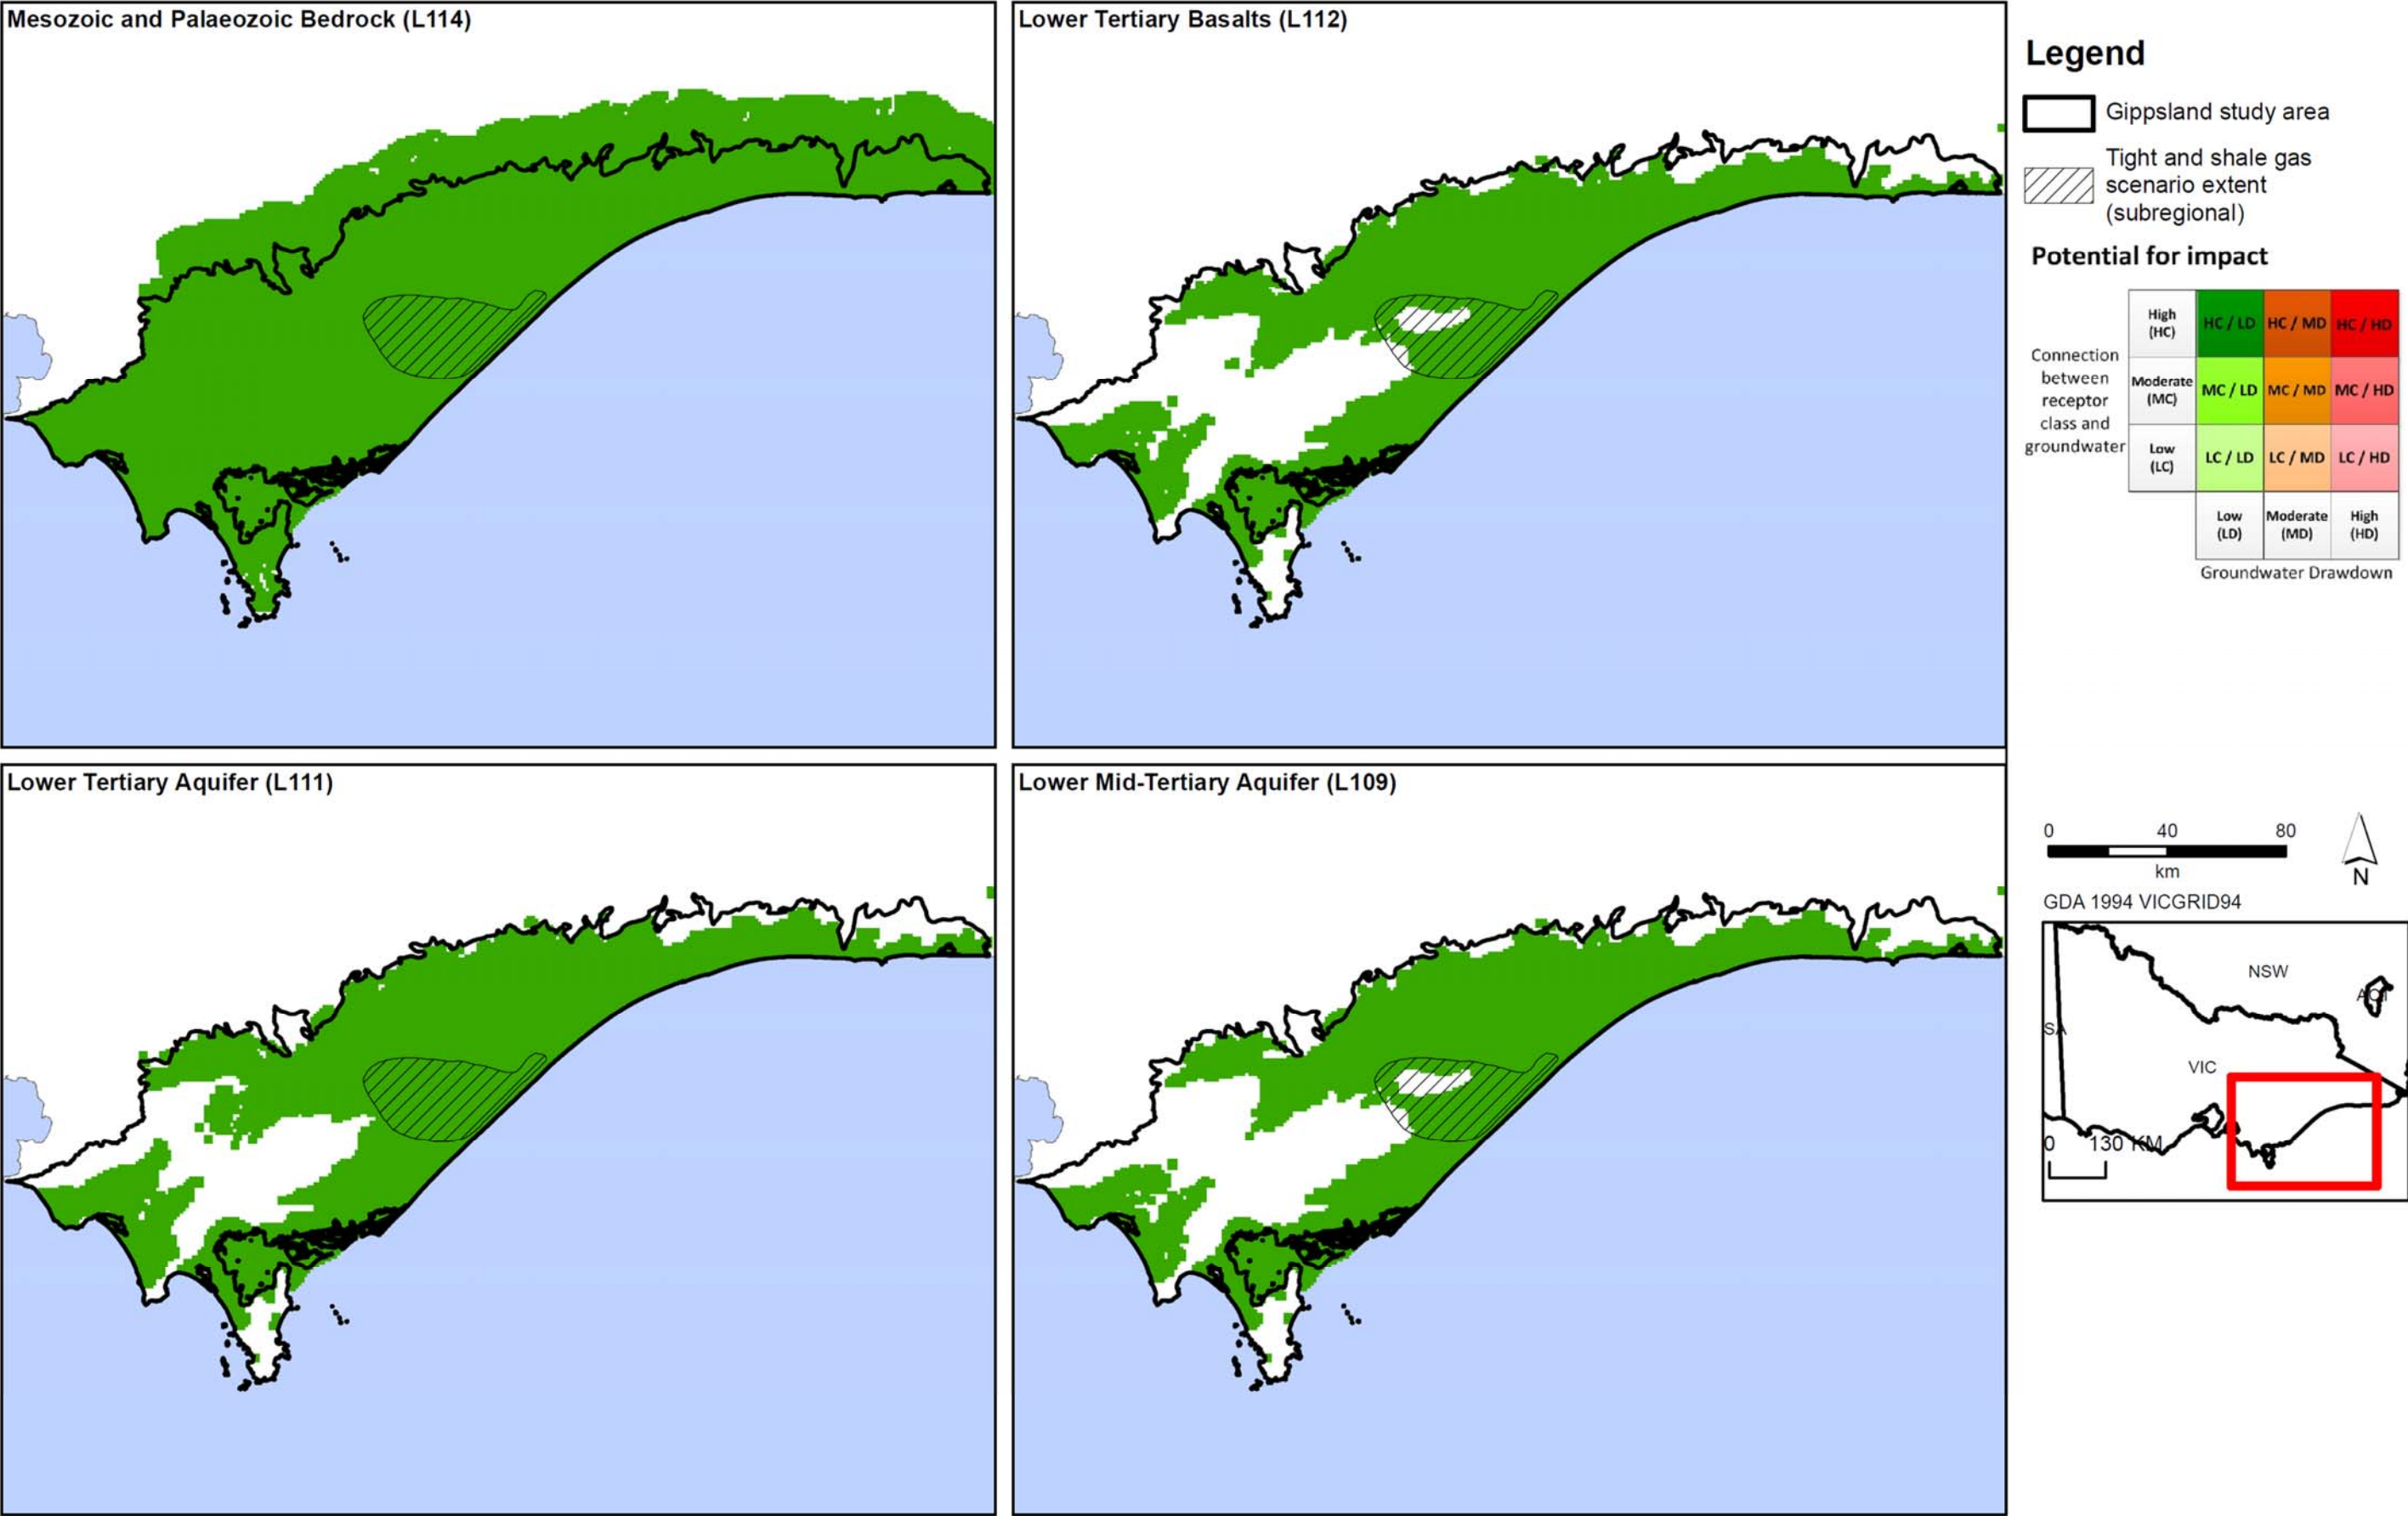 Mesozoic and Palaeozoic Bedrock (L114)
Lower Tertiary Basalts (L112)
Lower Tertiary Aquifer (L111)
Lower Mid-Tertiary Aquifer (L109)
Legend
Gippsland study area
Tight and shale gas
scenario extent
(subregional)
Potential for impact
Connection
between
receptor
class and
groundwater
High
(HC)
HC / LD HC / MD HC / HD
Moderate
(MC)
MC / LD MC / MD MC / HD
Low
(LC)
LC / LD LC / MD LC / HD
Low
(LD)
Moderate
(MD)
High
(HD)
Groundwater Drawdown
0 40 80
km
N
GDA 1994 VICGRID94
NSW
ACT
SA
VIC
0 130 KM